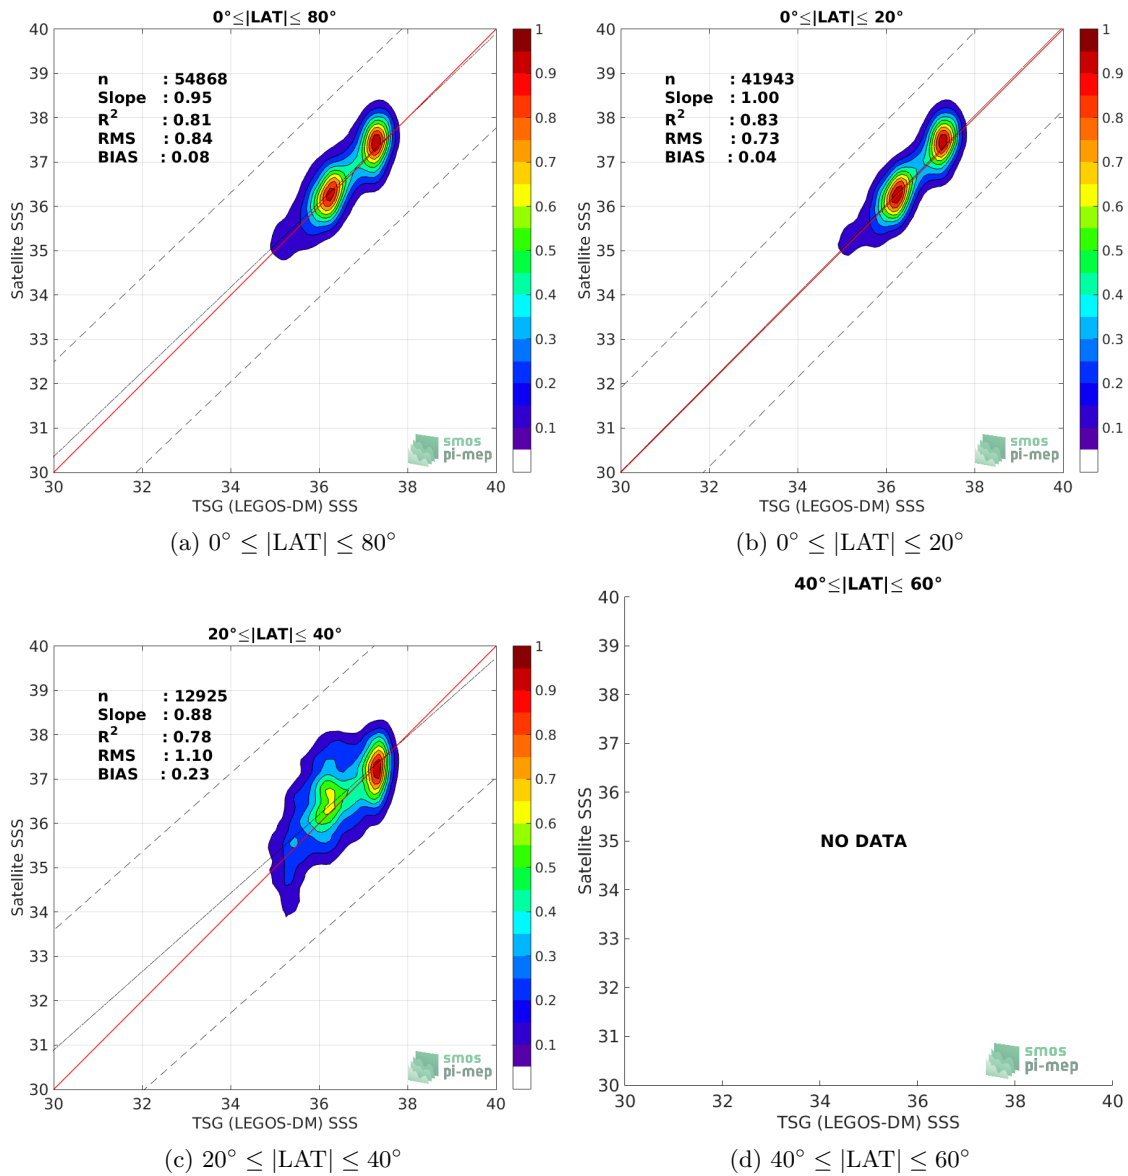 0°≤|LAT|≤ 80°
n : 54868
Slope : 0.95
R² : 0.81
RMS : 0.84
BIAS : 0.08
40
39
38
37
36
35
34
33
32
31
30
30 32 34 36 38 40
Satellite SSS
TSG (LEGOS-DM) SSS
1
0.9
0.8
0.7
0.6
0.5
0.4
0.3
0.2
0.1
smos
pi-mep
(a) 0° ≤ |LAT| ≤ 80°
0°≤|LAT|≤ 20°
n : 41943
Slope : 1.00
R² : 0.83
RMS : 0.73
BIAS : 0.04
40
39
38
37
36
35
34
33
32
31
30
30 32 34 36 38 40
Satellite SSS
TSG (LEGOS-DM) SSS
1
0.9
0.8
0.7
0.6
0.5
0.4
0.3
0.2
0.1
smos
pi-mep
(b) 0° ≤ |LAT| ≤ 20°
20°≤|LAT|≤ 40°
n : 12925
Slope : 0.88
R² : 0.78
RMS : 1.10
BIAS : 0.23
40
39
38
37
36
35
34
33
32
31
30
30 32 34 36 38 40
Satellite SSS
TSG (LEGOS-DM) SSS
1
0.9
0.8
0.7
0.6
0.5
0.4
0.3
0.2
0.1
smos
pi-mep
(c) 20° ≤ |LAT| ≤ 40°
40°≤|LAT|≤ 60°
40
39
38
37
36
35
34
33
32
31
30
30 32 34 36 38 40
Satellite SSS
NO DATA
TSG (LEGOS-DM) SSS
smos
pi-mep
(d) 40° ≤ |LAT| ≤ 60°